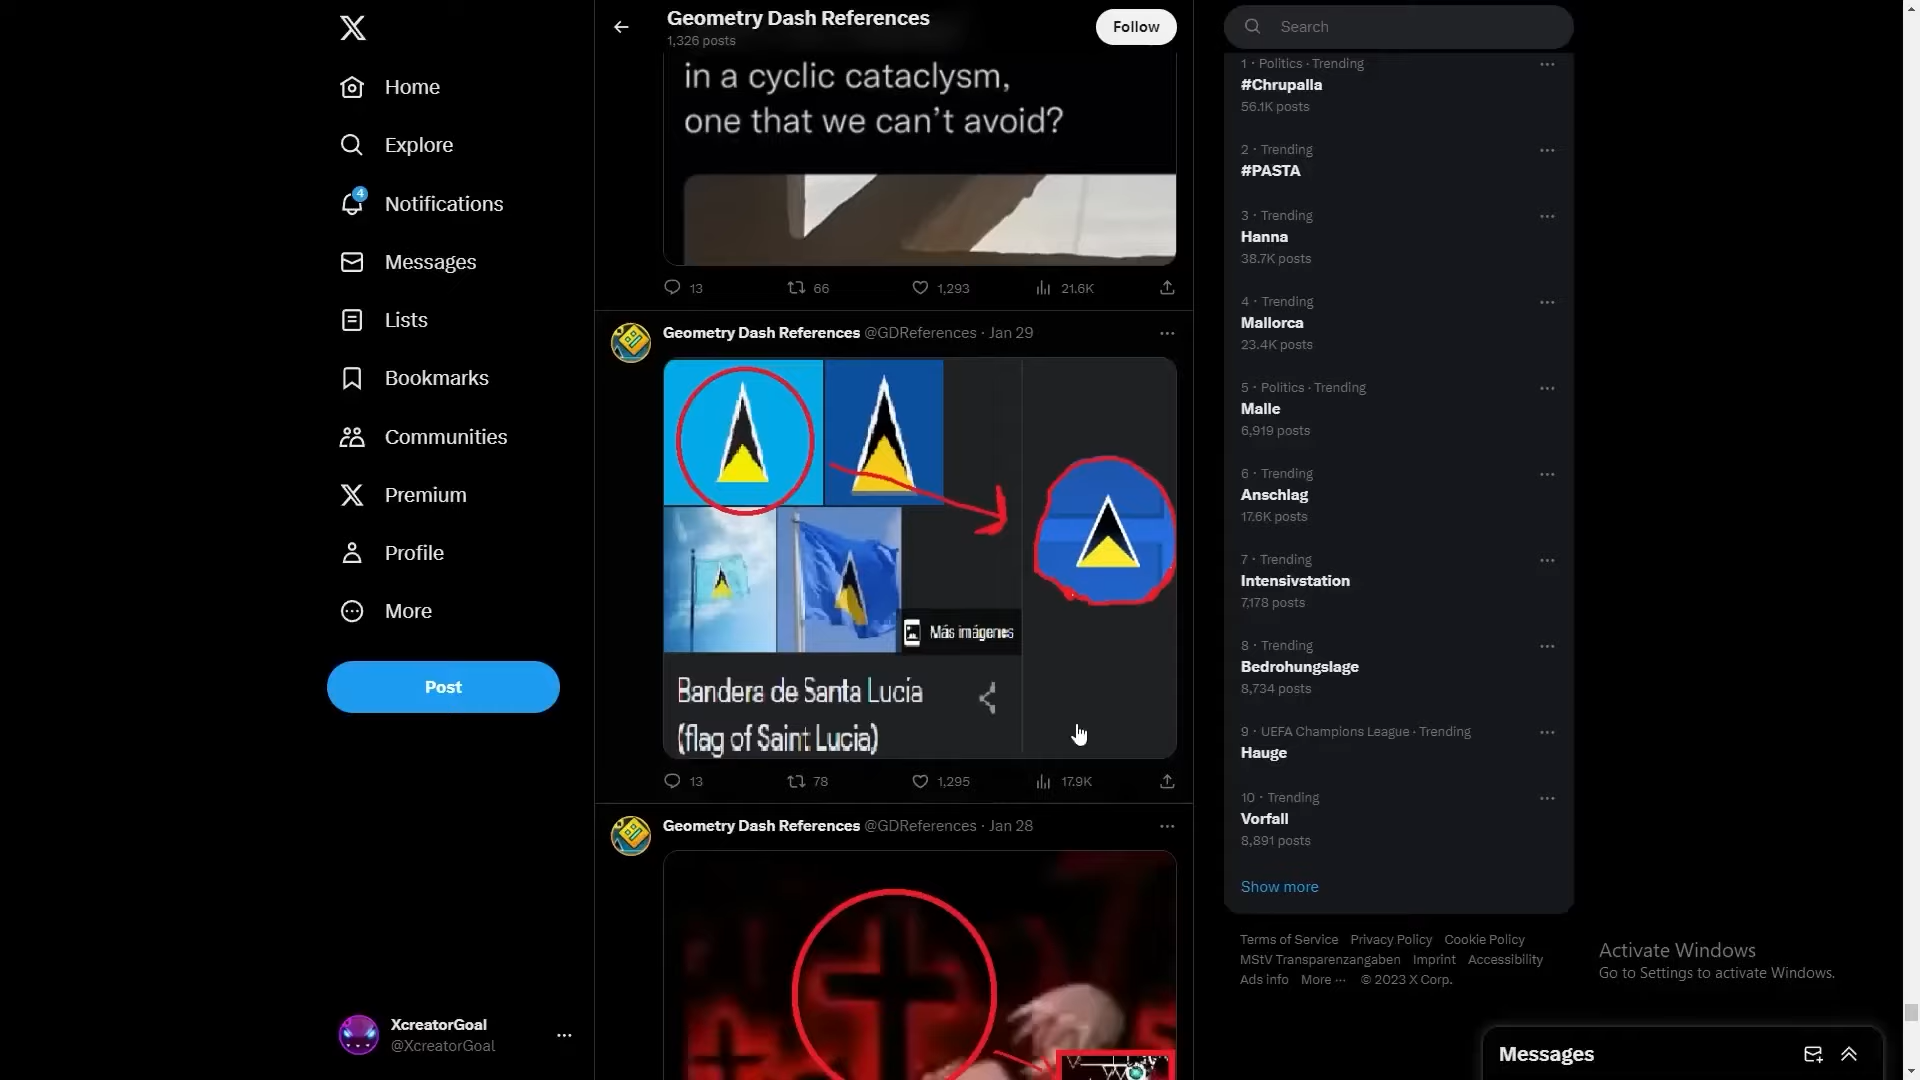 Home
Explore
4
Notifications
Messages
Lists
Bookmarks
Communities
Premium
Profile
More
Post
XcreatorGoal
@XcreatorGoal
Geometry Dash References
1,326 posts
Follow
in a cyclic cataclysm,
one that we can't avoid?
13 66 1,293 21.6K
Geometry Dash References @GDReferences · Jan 29
Más imágenes
Bandera de Santa Lucía
(flag of Saint Lucia)
13 78 1,295 17.9K
Geometry Dash References @GDReferences · Jan 28
Search
1 · Politics · Trending
#Chrupalla
56.1K posts
2 · Trending
#PASTA
3 · Trending
Hanna
38.7K posts
4 · Trending
Mallorca
23.4K posts
5 · Politics · Trending
Malle
6,919 posts
6 · Trending
Anschlag
17.6K posts
7 · Trending
Intensivstation
7,178 posts
8 · Trending
Bedrohungslage
8,734 posts
9 · UEFA Champions League · Trending
Hauge
10 · Trending
Vorfall
8,891 posts
Show more
Terms of Service Privacy Policy Cookie Policy
MStV Transparenzangaben Imprint Accessibility
Ads info More ··· © 2023 X Corp.
Activate Windows
Go to Settings to activate Windows.
Messages